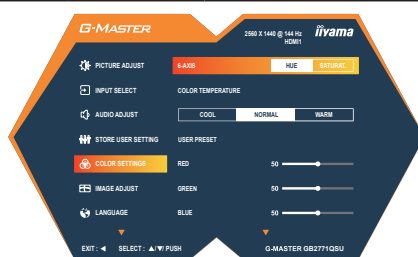 G-MASTER
2560 X 1440 @ 144 Hz
HDMI1
iiyama
PICTURE ADJUST
6-AXIS HUE SATURAT.
INPUT SELECT
COLOR TEMPERATURE
AUDIO ADJUST
COOL NORMAL WARM
STORE USER SETTING
USER PRESET
COLOR SETTINGS
RED 50
IMAGE ADJUST
GREEN 50
LANGUAGE
BLUE 50
▼ ▼
EXIT : ◀ SELECT : ▲/▼/ PUSH
G-MASTER GB2771QSU